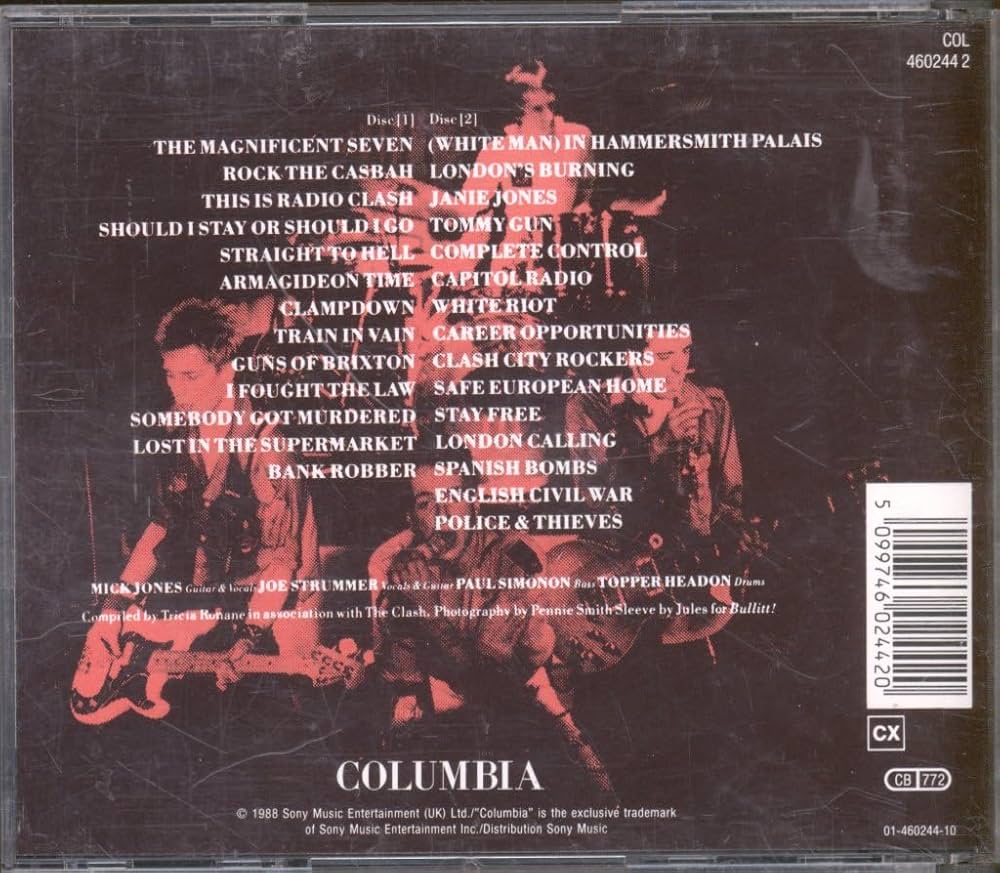 COL
460244 2
Disc [1] Disc [2]
THE MAGNIFICENT SEVEN (WHITE MAN) IN HAMMERSMITH PALAIS
ROCK THE CASBAH LONDON'S BURNING
THIS IS RADIO CLASH JANIE JONES
SHOULD I STAY OR SHOULD I GO TOMMY GUN
STRAIGHT TO HELL COMPLETE CONTROL
ARMAGIDEON TIME CAPITOL RADIO
CLAMPDOWN WHITE RIOT
TRAIN IN VAIN CAREER OPPORTUNITIES
GUNS OF BRIXTON CLASH CITY ROCKERS
I FOUGHT THE LAW SAFE EUROPEAN HOME
SOMEBODY GOT MURDERED STAY FREE
LOST IN THE SUPERMARKET LONDON CALLING
BANK ROBBER SPANISH BOMBS
ENGLISH CIVIL WAR
POLICE & THIEVES
MICK JONES Guitar & Vocals JOE STRUMMER Vocals & Guitar PAUL SIMONON Bass TOPPER HEADON Drums
Compiled by Tricia Ronane in association with The Clash. Photography by Pennie Smith Sleeve by Jules for Bullitt!
5 099746 024420
CX
CB 772
COLUMBIA
© 1988 Sony Music Entertainment (UK) Ltd./"Columbia" is the exclusive trademark
of Sony Music Entertainment Inc./Distribution Sony Music
01-460244-10